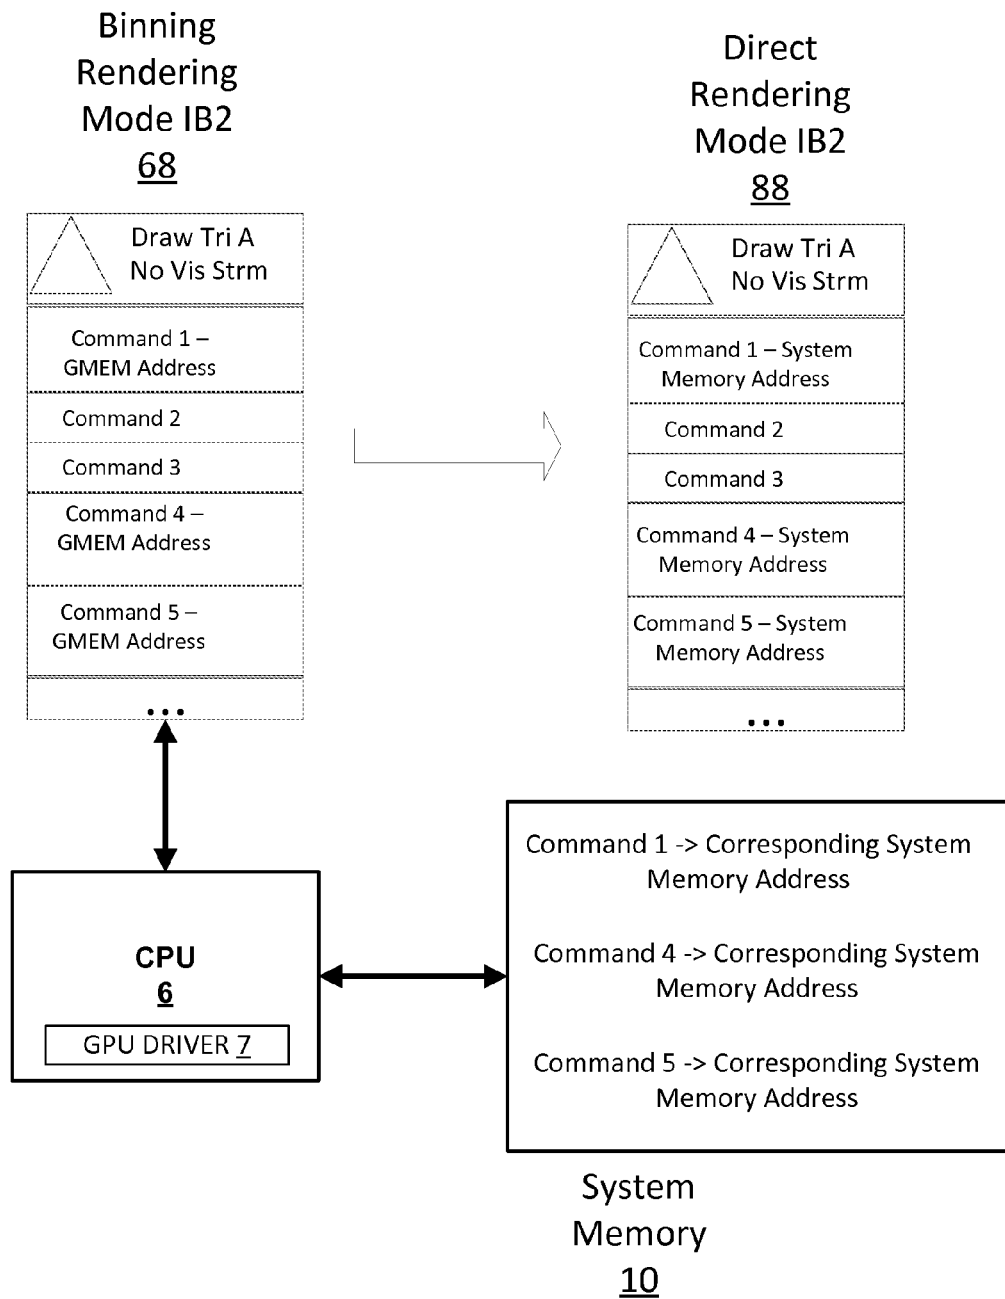 Binning
Rendering
Mode IB2
68
Draw Tri A
No Vis Strm
Command 1 –
GMEM Address
Command 2
Command 3
Command 4 –
GMEM Address
Command 5 –
GMEM Address
...
Direct
Rendering
Mode IB2
88
Draw Tri A
No Vis Strm
Command 1 – System
Memory Address
Command 2
Command 3
Command 4 – System
Memory Address
Command 5 – System
Memory Address
...
CPU
6
GPU DRIVER 7
Command 1 -> Corresponding System
Memory Address
Command 4 -> Corresponding System
Memory Address
Command 5 -> Corresponding System
Memory Address
System
Memory
10